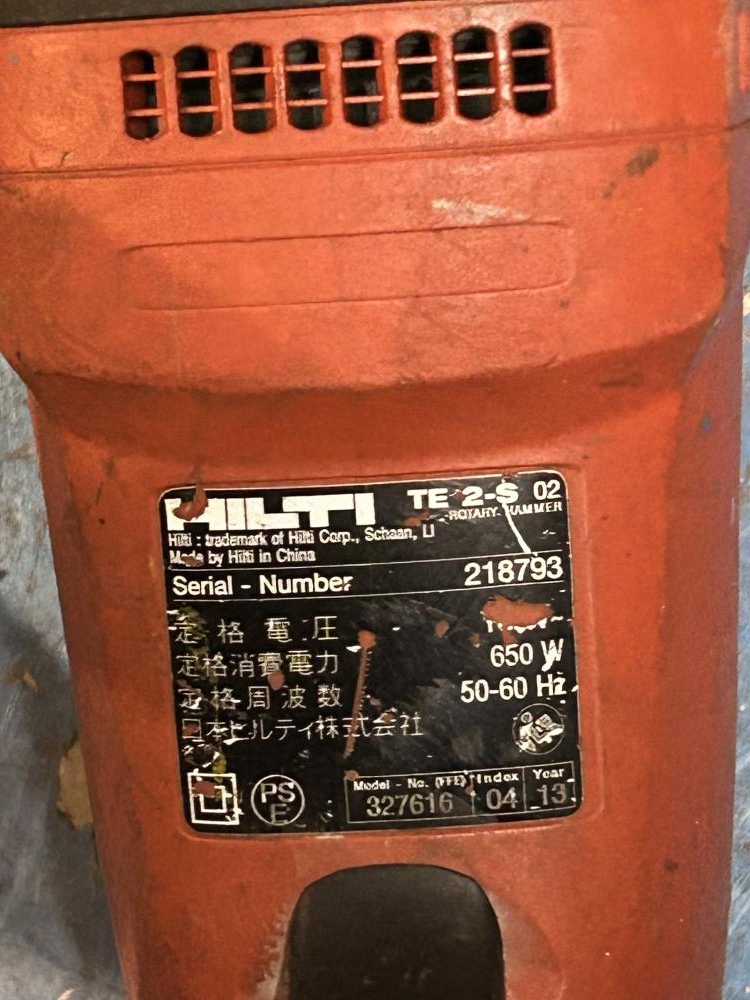 HILTI TE 2-S 02
ROTARY HAMMER
Hilti : trademark of Hilti Corp., Schaan, LI
Made by Hilti in China
Serial - Number 218793
定格電圧
定格消費電力 650 W
定格周波数 50-60 Hz
日本ヒルティ株式会社
PS
E
Model - No. Index Year
327616 04 13